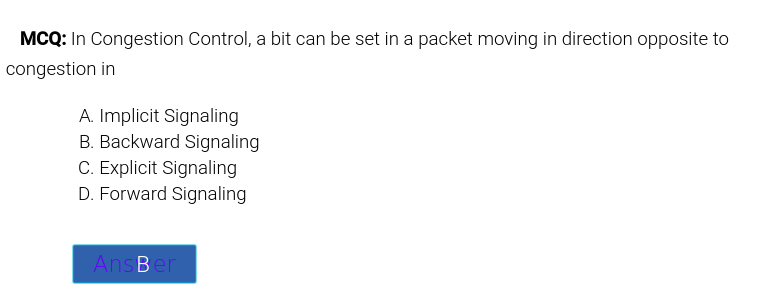 MCQ: In Congestion Control, a bit can be set in a packet moving in direction opposite to
congestion in
A. Implicit Signaling
B. Backward Signaling
C. Explicit Signaling
D. Forward Signaling
AnsBer